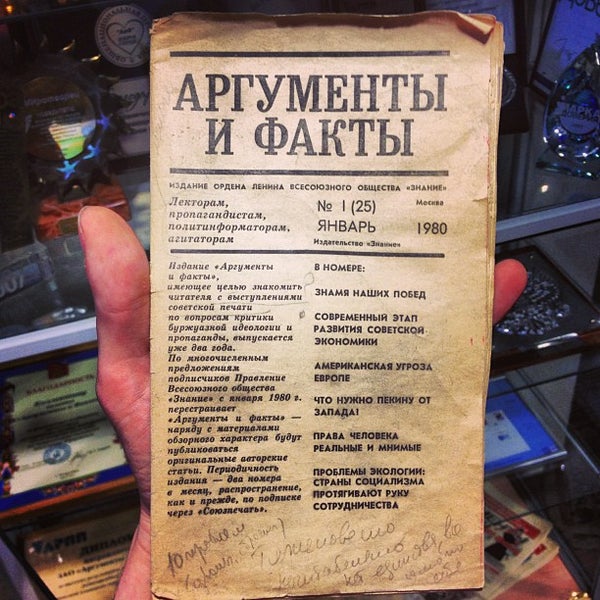 АРГУМЕНТЫ
И ФАКТЫ
ИЗДАНИЕ ОРДЕНА ЛЕНИНА ВСЕСОЮЗНОГО ОБЩЕСТВА «ЗНАНИЕ»
Лекторам,
пропагандистам,
политинформаторам,
агитаторам
№ 1 (25)
Москва
ЯНВАРЬ
1980
Издательство «Знание»
Издание «Аргументы
и факты»,
имеющее целью знакомить
читателя с выступлениями
советской печати
по вопросам критики
буржуазной идеологии и
пропаганды, выпускается
уже два года.
По многочисленным
предложениям
подписчиков Правление
Всесоюзного общества
«Знание» с января 1980 г.
перестраивает
«Аргументы и факты» —
наряду с материалами
обзорного характера будут
публиковаться
оригинальные авторские
статьи. Периодичность
издания — два номера
в месяц, распространение,
как и прежде, по подписке
через «Союзпечать».
В НОМЕРЕ:
ЗНАМЯ НАШИХ ПОБЕД
СОВРЕМЕННЫЙ ЭТАП
РАЗВИТИЯ СОВЕТСКОЙ
ЭКОНОМИКИ
АМЕРИКАНСКАЯ УГРОЗА
ЕВРОПЕ
ЧТО НУЖНО ПЕКИНУ ОТ
ЗАПАДА!
ПРАВА ЧЕЛОВЕКА
РЕАЛЬНЫЕ И МНИМЫЕ
ПРОБЛЕМЫ ЭКОЛОГИИ:
СТРАНЫ СОЦИАЛИЗМА
ПРОТЯГИВАЮТ РУКУ
СОТРУДНИЧЕСТВА
БЛАГОДАРНОСТЬ
АРПП
ДИПЛОМ